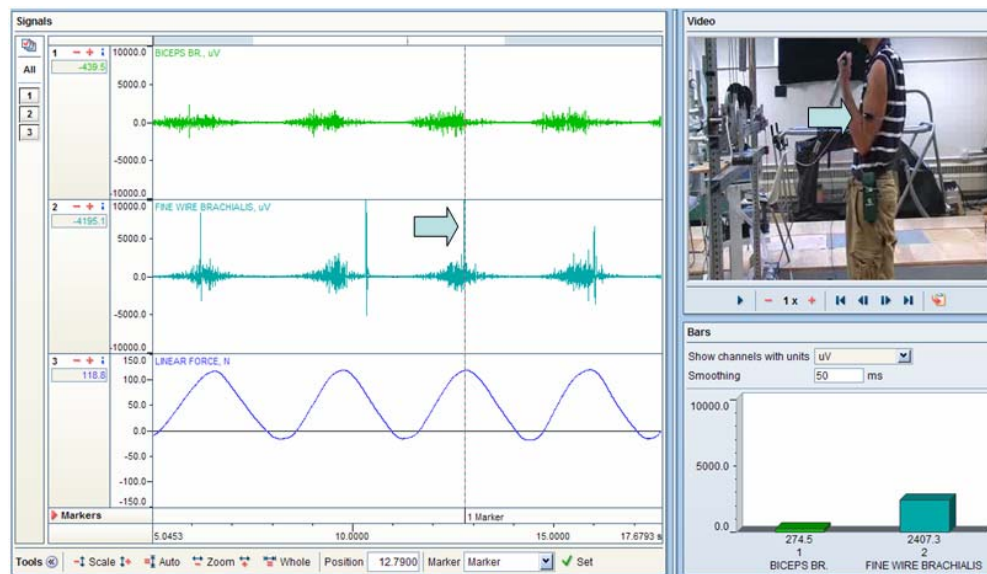 Signals
All
1
2
3
1 - + i
-439.5
10000.0
5000.0
0.0
-5000.0
-10000.0
BICEPS BR., uV
2 - + i
-4195.1
10000.0
5000.0
0.0
-5000.0
-10000.0
FINE WIRE BRACHIALIS, uV
3 - + i
118.8
150.0
100.0
50.0
0.0
-50.0
-100.0
-150.0
LINEAR FORCE, N
Markers
1 Marker
5.0453 10.0000 15.0000 17.6793 s
Tools Scale Auto Zoom Whole Position 12.7900 Marker Marker Set
Video
- 1 x +
Bars
Show channels with units uV
Smoothing 50 ms
10000.0
5000.0
0.0
274.5 2407.3
1 2
BICEPS BR. FINE WIRE BRACHIALIS